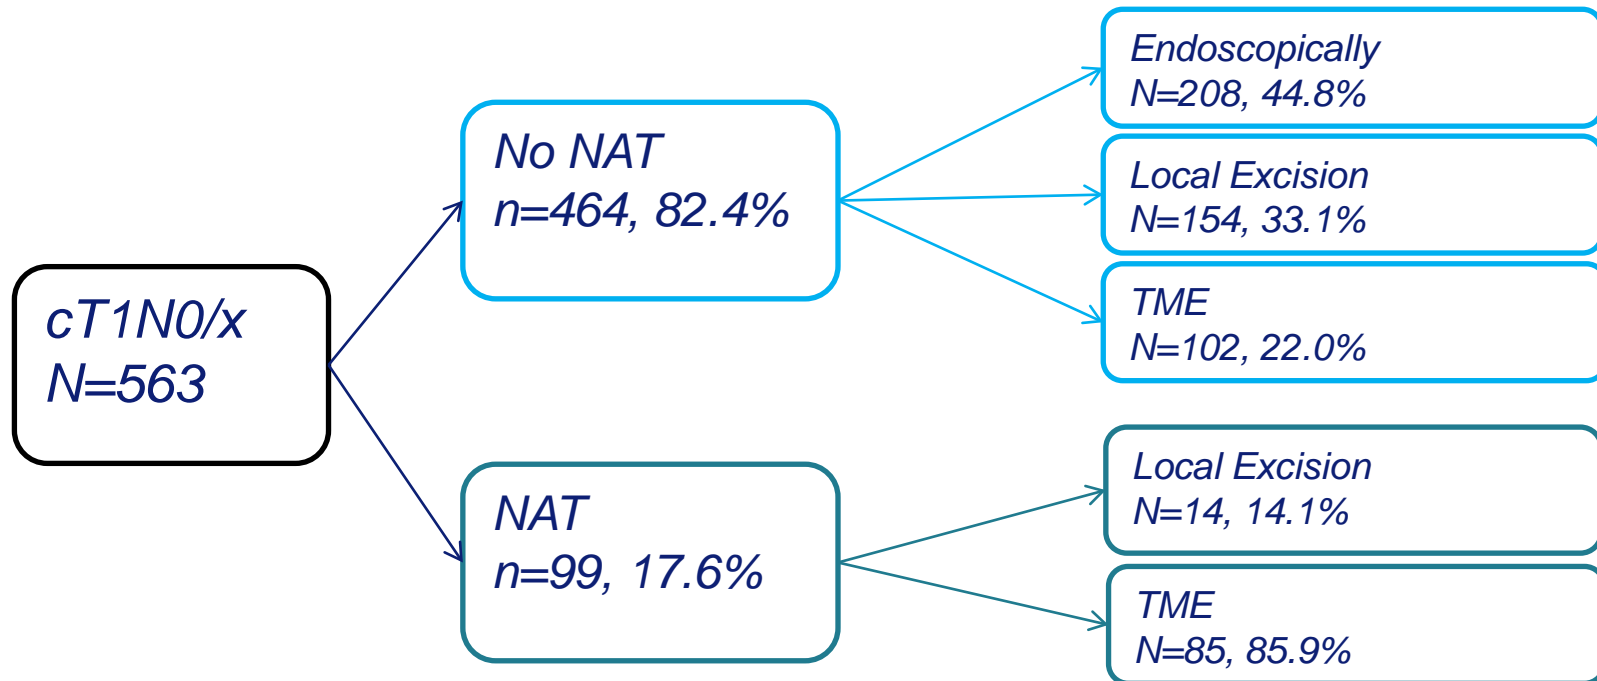 cT1N0/x
N=563
No NAT
n=464, 82.4%
NAT
n=99, 17.6%
Endoscopically
N=208, 44.8%
Local Excision
N=154, 33.1%
TME
N=102, 22.0%
Local Excision
N=14, 14.1%
TME
N=85, 85.9%